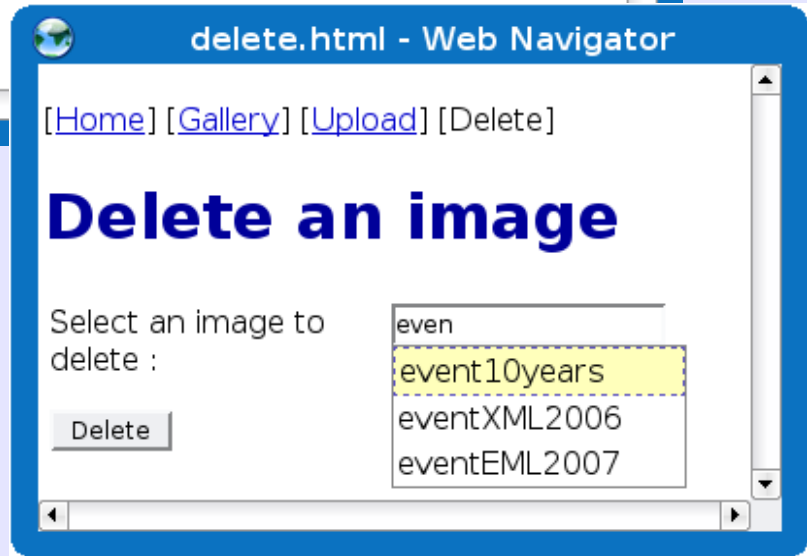 delete.html - Web Navigator
[Home] [Gallery] [Upload] [Delete]
Delete an image
Select an image to
delete :
even
event10years
eventXML2006
eventEML2007
Delete